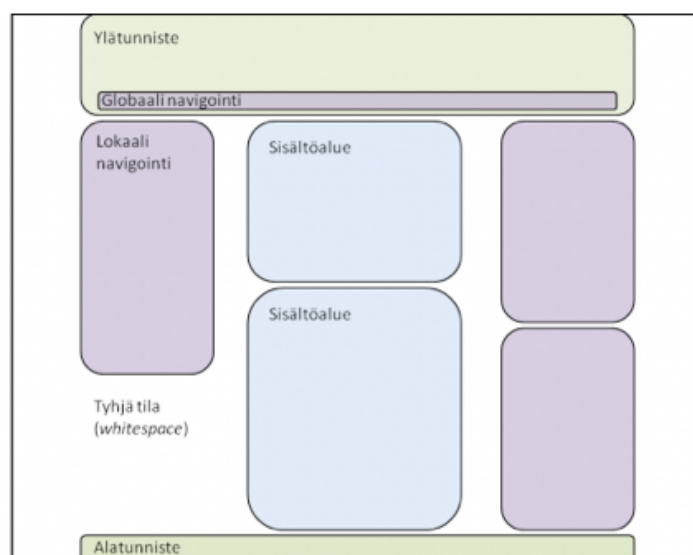 Ylätunniste
Globaali navigointi
Lokaali
navigointi
Sisältöalue
Sisältöalue
Tyhjä tila
(whitespace)
Alatunniste